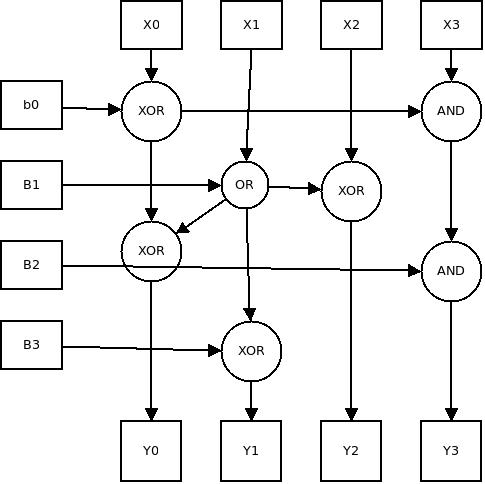 X0
X1
X2
X3
b0
XOR
AND
B1
OR
XOR
XOR
B2
AND
B3
XOR
Y0
Y1
Y2
Y3